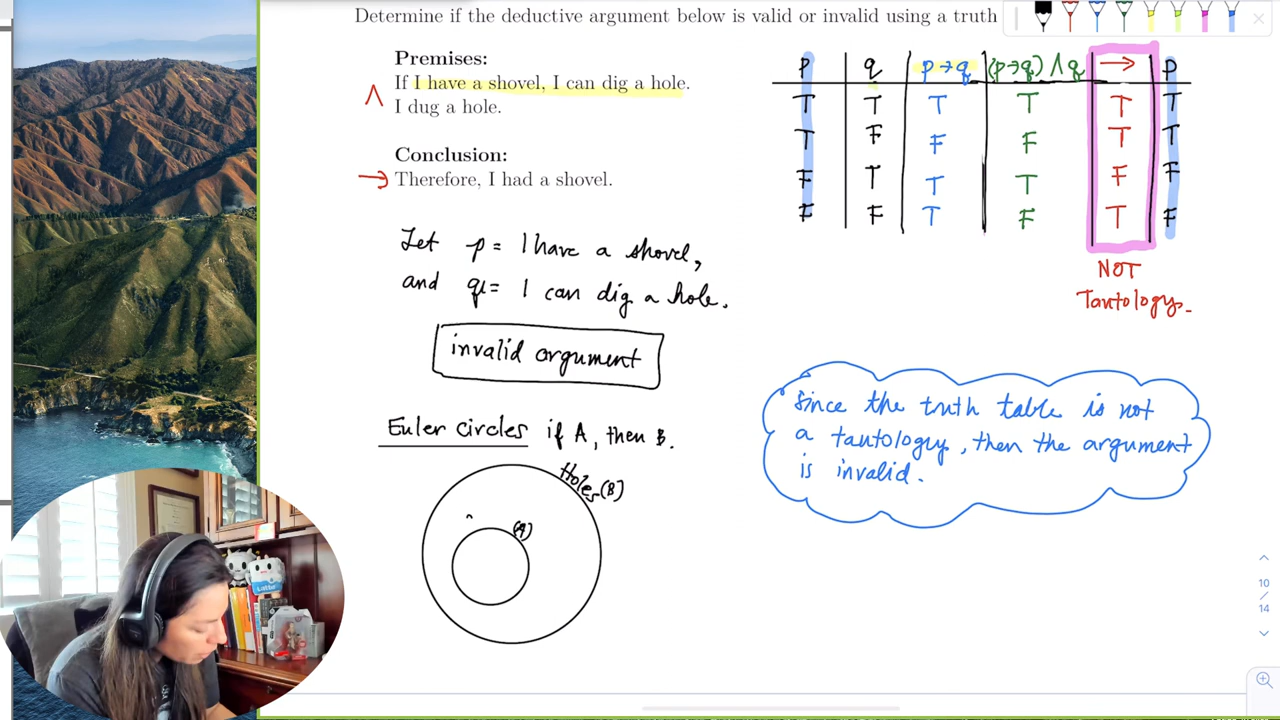 Determine if the deductive argument below is valid or invalid using a truth
Premises:
If I have a shovel, I can dig a hole.
∧
I dug a hole.
Conclusion:
→ Therefore, I had a shovel.
Let p = I have a shovel,
and q = I can dig a hole.
invalid argument
Euler circles if A, then B.
Holes (B)
(A)
p q p→q (p→q) ∧ q → p
T T T T T T
T F F F T T
F T T T F F
F F T F T F
NOT
Tautology.
Since the truth table is not
a tautology, then the argument
is invalid.
Latte
10
/
14